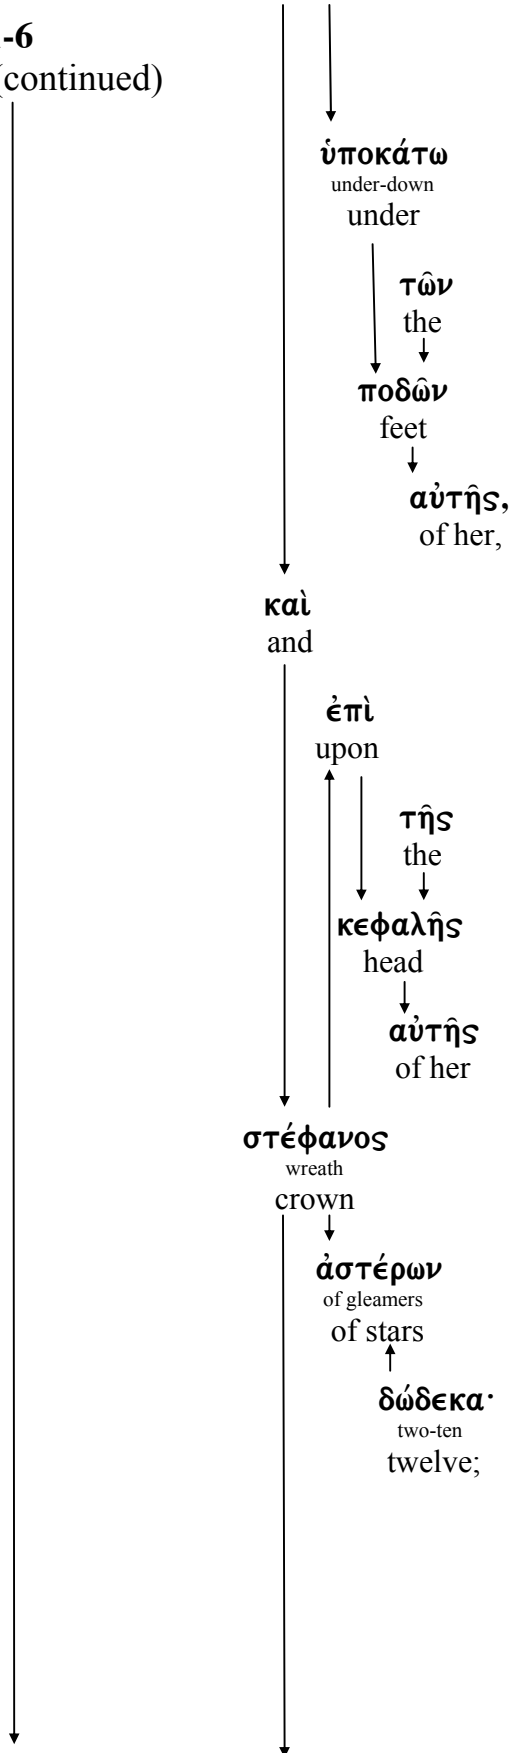 -6
(continued)
ὑποκάτω
under-down
under
τῶν
the
ποδῶν
feet
αὐτῆς,
of her,
καὶ
and
ἐπὶ
upon
τῆς
the
κεφαλῆς
head
αὐτῆς
of her
στέφανος
wreath
crown
ἀστέρων
of gleamers
of stars
δώδεκα·
two-ten
twelve;